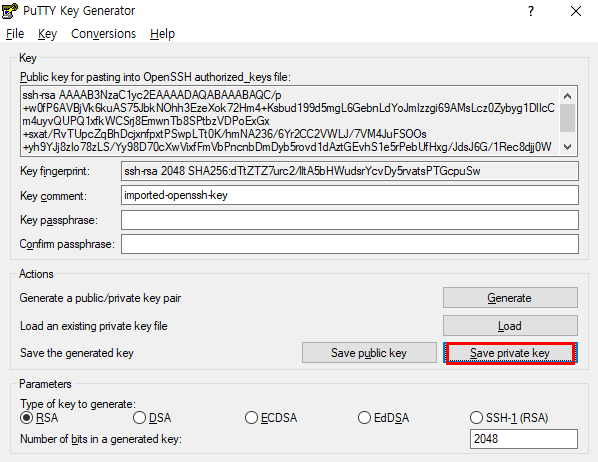 PuTTY Key Generator
File Key Conversions Help
Key
Public key for pasting into OpenSSH authorized_keys file:
ssh-rsa AAAAB3NzaC1yc2EAAAADAQABAAABAQC/p
+w0fP6AVBjVk6kuAS75JbkNOhh3EzeXok72Hm4+Ksbud199d5mgL6GebnLdYoJmIzzgi69AMsLcz0Zybyg1DIlcC
m4uyvQUPQ1xfkWCSrj8EmwnTb8SPtbzVDPoExGx
+sxat/RvTUpcZqBhDcjxnfpxtPSwpLTt0K/hmNA236/6Yr2CC2VWLJ/7VM4JuFSOOs
+yh9YJj8zIo78zLS/Yy98D70cXwVixfFmVbPncnbDmDyb5rovd1dAztGEvhS1e5rPebUfHxg/JdsJ6G/1Rec8djj0W
Key fingerprint:
ssh-rsa 2048 SHA256:dTtZTZ7urc2/lltA5bHWudsrYcvDy5rvatsPTGcpuSw
Key comment:
imported-openssh-key
Key passphrase:
Confirm passphrase:
Actions
Generate a public/private key pair
Generate
Load an existing private key file
Load
Save the generated key
Save public key
Save private key
Parameters
Type of key to generate:
RSA DSA ECDSA EdDSA SSH-1 (RSA)
Number of bits in a generated key:
2048